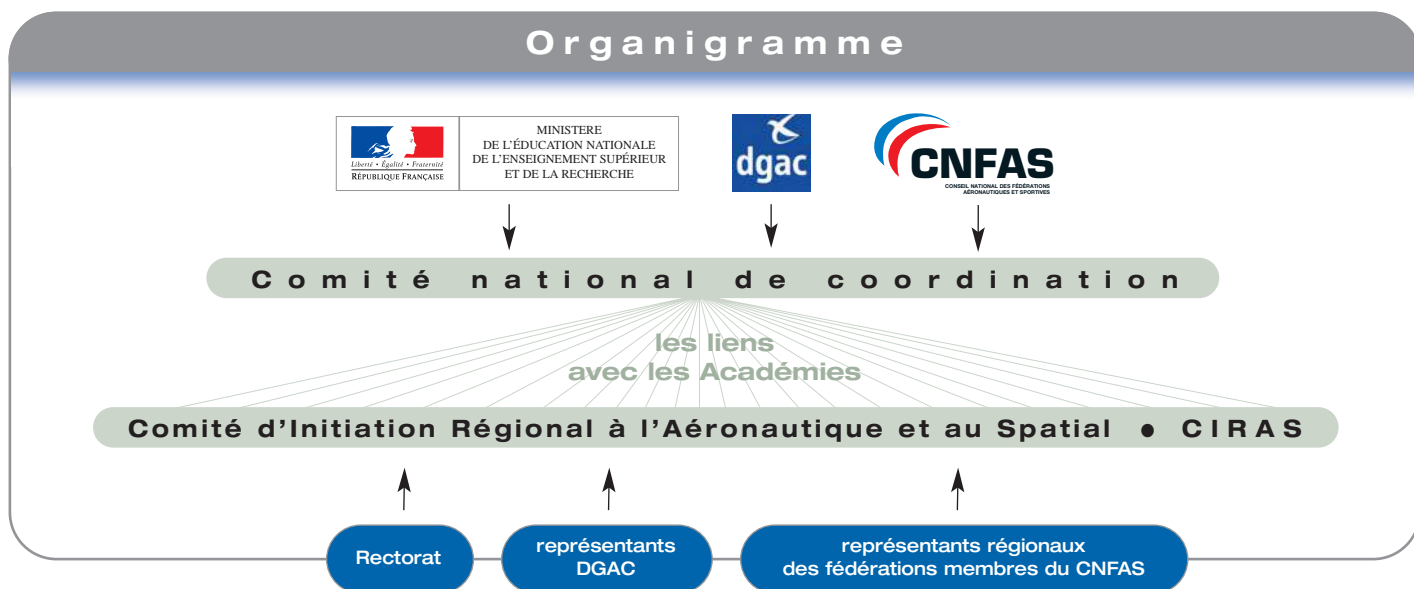 Organigramme
Liberté • Égalité • Fraternité
RÉPUBLIQUE FRANÇAISE
MINISTERE
DE L'ÉDUCATION NATIONALE
DE L'ENSEIGNEMENT SUPÉRIEUR
ET DE LA RECHERCHE
dgac
CNFAS
CONSEIL NATIONAL DES FÉDÉRATIONS
AÉRONAUTIQUES ET SPORTIVES
Comité national de coordination
les liens
avec les Académies
Comité d'Initiation Régional à l'Aéronautique et au Spatial • CIRAS
Rectorat
représentants
DGAC
représentants régionaux
des fédérations membres du CNFAS